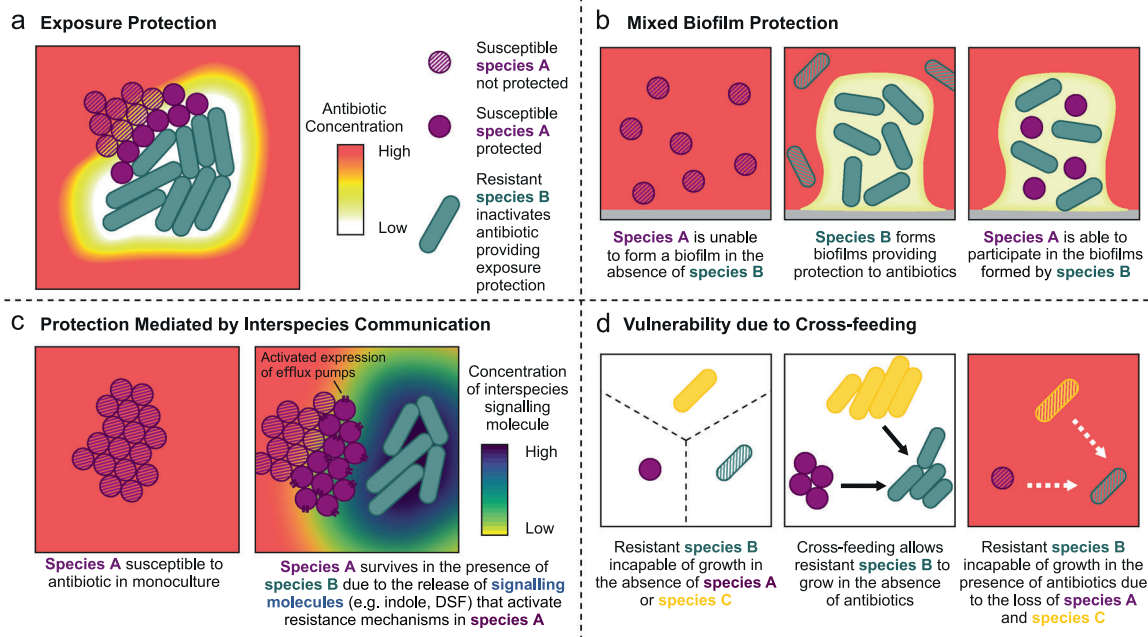 a Exposure Protection
Antibiotic
Concentration
High
Low
Susceptible
species A
not protected
Susceptible
species A
protected
Resistant
species B
inactivates
antibiotic
providing
exposure
protection
b Mixed Biofilm Protection
Species A is unable
to form a biofilm in the
absence of species B
Species B forms
biofilms providing
protection to antibiotics
Species A is able to
participate in the biofilms
formed by species B
c Protection Mediated by Interspecies Communication
Activated expression
of efflux pumps
Concentration
of interspecies
signalling
molecule
High
Low
Species A susceptible to
antibiotic in monoculture
Species A survives in the presence of
species B due to the release of signalling
molecules (e.g. indole, DSF) that activate
resistance mechanisms in species A
d Vulnerability due to Cross-feeding
Resistant species B
incapable of growth in
the absence of species A
or species C
Cross-feeding allows
resistant species B to
grow in the absence
of antibiotics
Resistant species B
incapable of growth in the
presence of antibiotics due
to the loss of species A
and species C